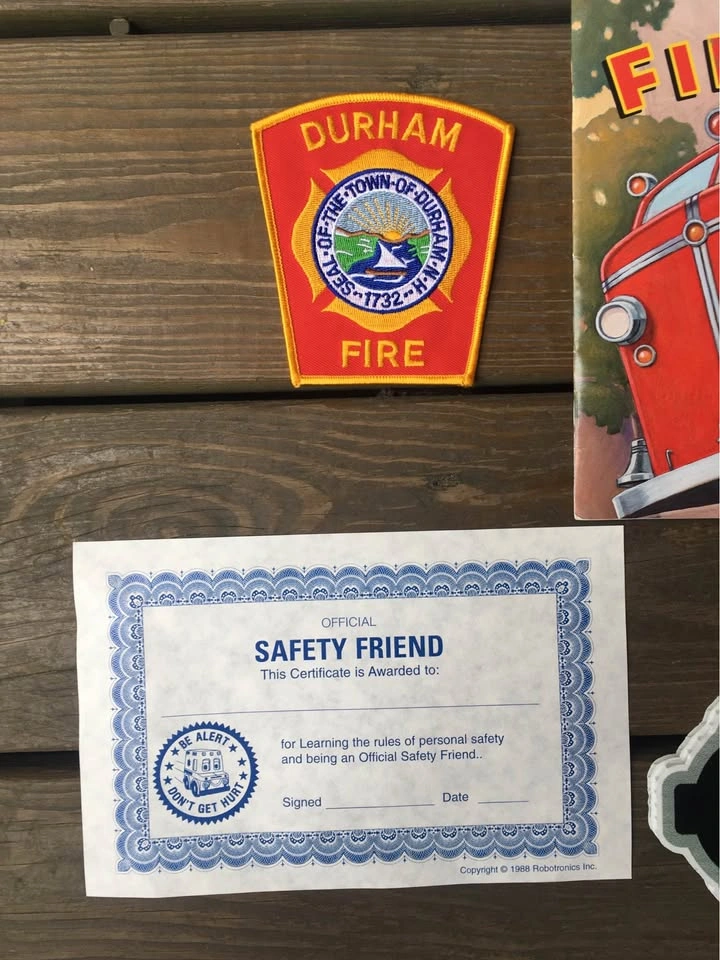 DURHAM
SEAL·OF·THE·TOWN·OF·DURHAM·N·H·
1732
FIRE
FI
OFFICIAL
SAFETY FRIEND
This Certificate is Awarded to:
BE ALERT
DON'T GET HURT
for Learning the rules of personal safety
and being an Official Safety Friend..
Signed
Date
Copyright © 1988 Robotronics Inc.